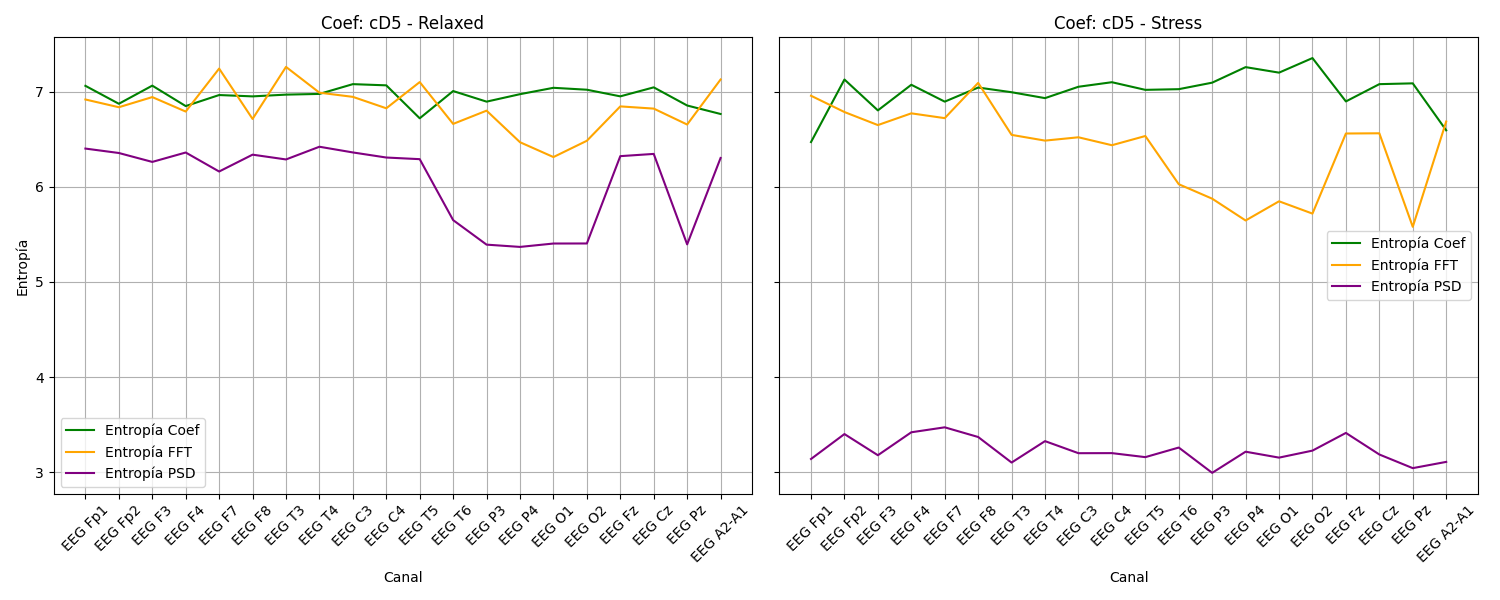 Coef: cD5 - Relaxed
Entropía
7
6
5
4
3
Entropía Coef
Entropía FFT
Entropía PSD
EEG Fp1
EEG Fp2
EEG F3
EEG F4
EEG F7
EEG F8
EEG T3
EEG T4
EEG C3
EEG C4
EEG T5
EEG T6
EEG P3
EEG P4
EEG O1
EEG O2
EEG Fz
EEG Cz
EEG Pz
EEG A2-A1
Canal
Coef: cD5 - Stress
Entropía Coef
Entropía FFT
Entropía PSD
EEG Fp1
EEG Fp2
EEG F3
EEG F4
EEG F7
EEG F8
EEG T3
EEG T4
EEG C3
EEG C4
EEG T5
EEG T6
EEG P3
EEG P4
EEG O1
EEG O2
EEG Fz
EEG Cz
EEG Pz
EEG A2-A1
Canal